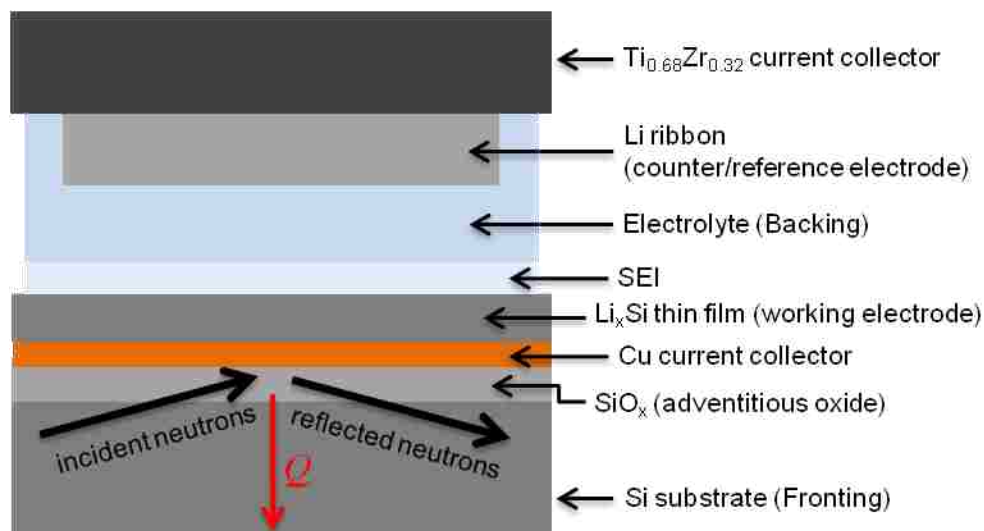 Ti0.68Zr0.32 current collector
Li ribbon
(counter/reference electrode)
Electrolyte (Backing)
SEI
LixSi thin film (working electrode)
Cu current collector
SiOx (adventitious oxide)
incident neutrons
reflected neutrons
Q
Si substrate (Fronting)